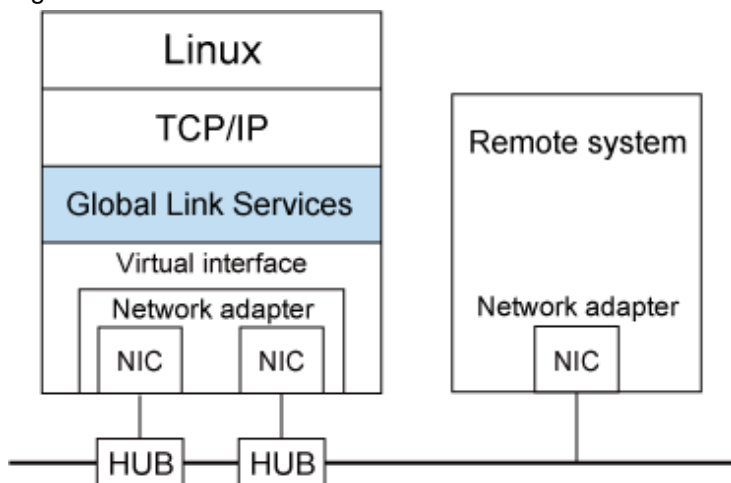 Linux
TCP/IP
Global Link Services
Virtual interface
Network adapter
NIC NIC
HUB HUB
Remote system
Network adapter
NIC